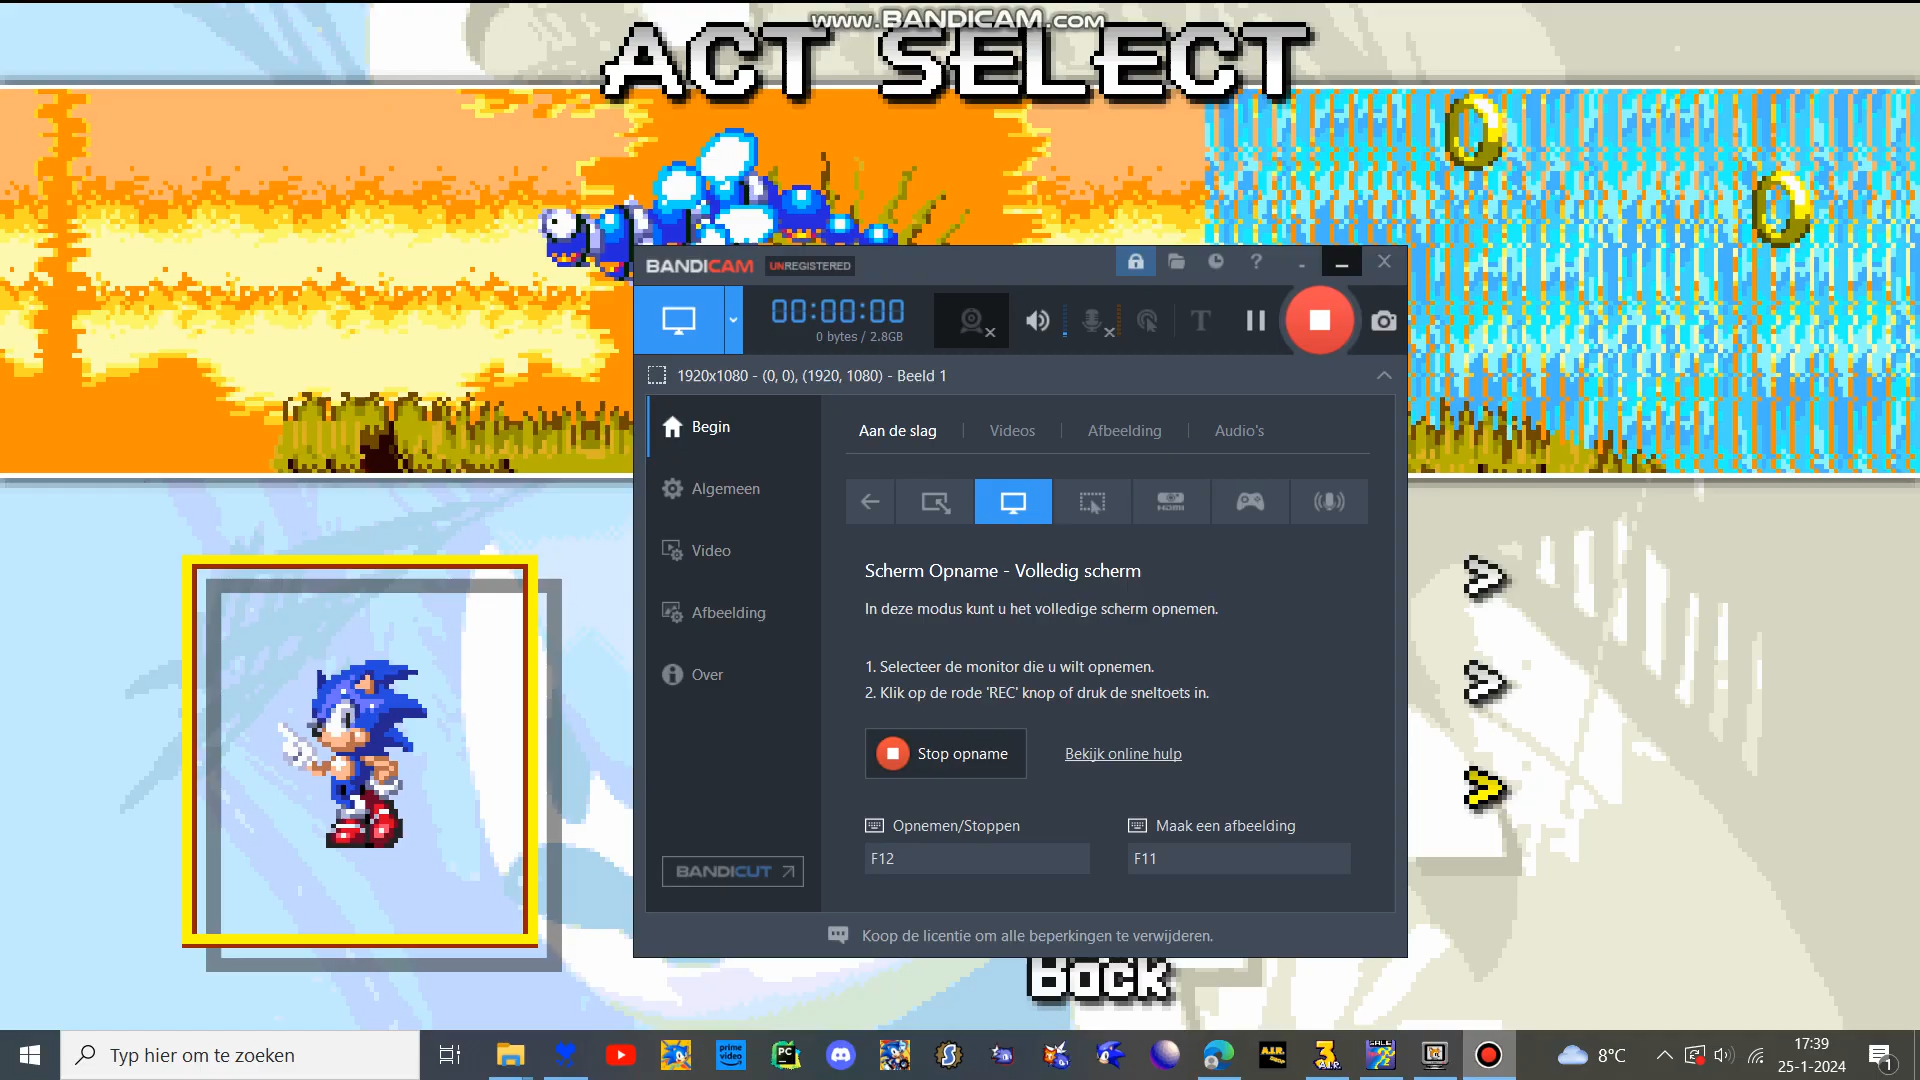 www.BANDICAM.com
ACT SELECT
BANDICAM UNREGISTERED
00:00:00
0 bytes / 2.8GB
1920x1080 - (0, 0), (1920, 1080) - Beeld 1
Begin
Algemeen
Video
Afbeelding
Over
BANDICUT
Aan de slag
Videos
Afbeelding
Audio's
HDMI
Scherm Opname - Volledig scherm
In deze modus kunt u het volledige scherm opnemen.
1. Selecteer de monitor die u wilt opnemen.
2. Klik op de rode 'REC' knop of druk de sneltoets in.
Stop opname
Bekijk online hulp
Opnemen/Stoppen
Maak een afbeelding
F12
F11
Koop de licentie om alle beperkingen te verwijderen.
Back
Typ hier om te zoeken
prime video
PC
A.I.R.
8°C
17:39
25-1-2024
1